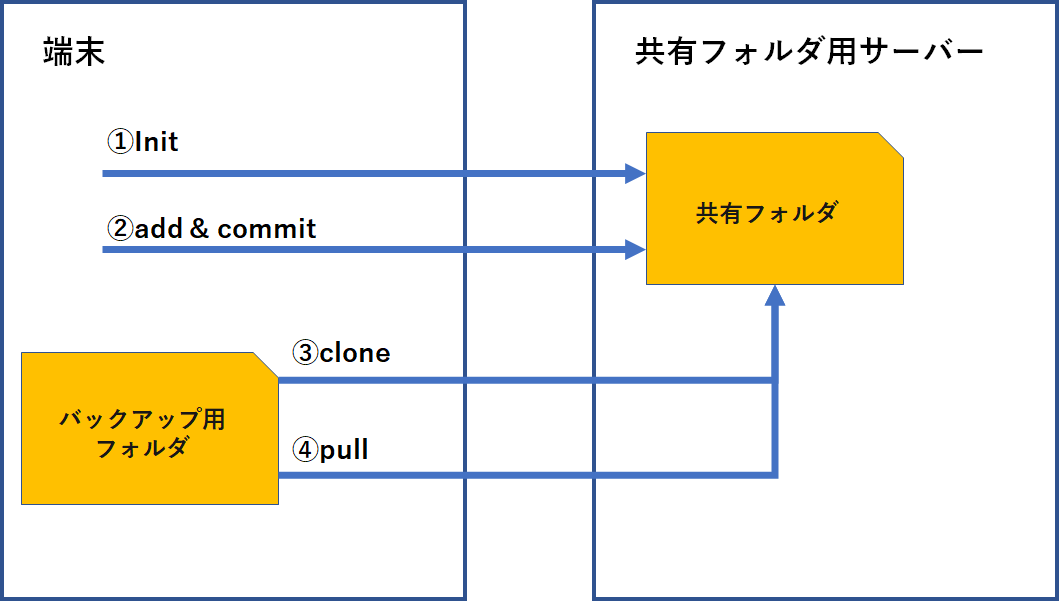 端末
共有フォルダ用サーバー
①Init
共有フォルダ
②add & commit
③clone
バックアップ用
フォルダ
④pull